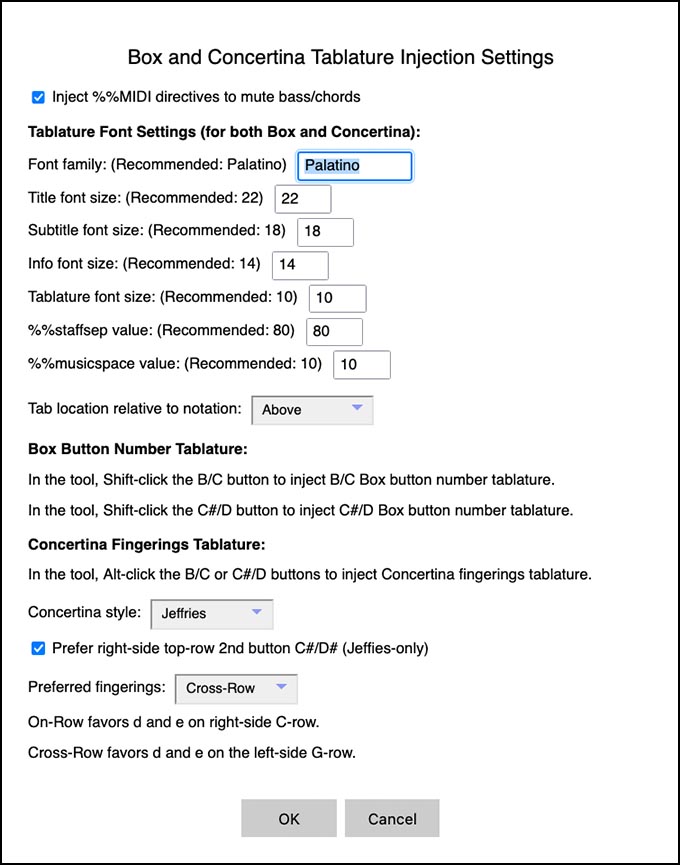 Box and Concertina Tablature Injection Settings
Inject %%MIDI directives to mute bass/chords
Tablature Font Settings (for both Box and Concertina):
Font family: (Recommended: Palatino) Palatino
Title font size: (Recommended: 22) 22
Subtitle font size: (Recommended: 18) 18
Info font size: (Recommended: 14) 14
Tablature font size: (Recommended: 10) 10
%%staffsep value: (Recommended: 80) 80
%%musicspace value: (Recommended: 10) 10
Tab location relative to notation: Above
Box Button Number Tablature:
In the tool, Shift-click the B/C button to inject B/C Box button number tablature.
In the tool, Shift-click the C#/D button to inject C#/D Box button number tablature.
Concertina Fingerings Tablature:
In the tool, Alt-click the B/C or C#/D buttons to inject Concertina fingerings tablature.
Concertina style: Jeffries
Prefer right-side top-row 2nd button C#/D# (Jeffies-only)
Preferred fingerings: Cross-Row
On-Row favors d and e on right-side C-row.
Cross-Row favors d and e on the left-side G-row.
OK Cancel